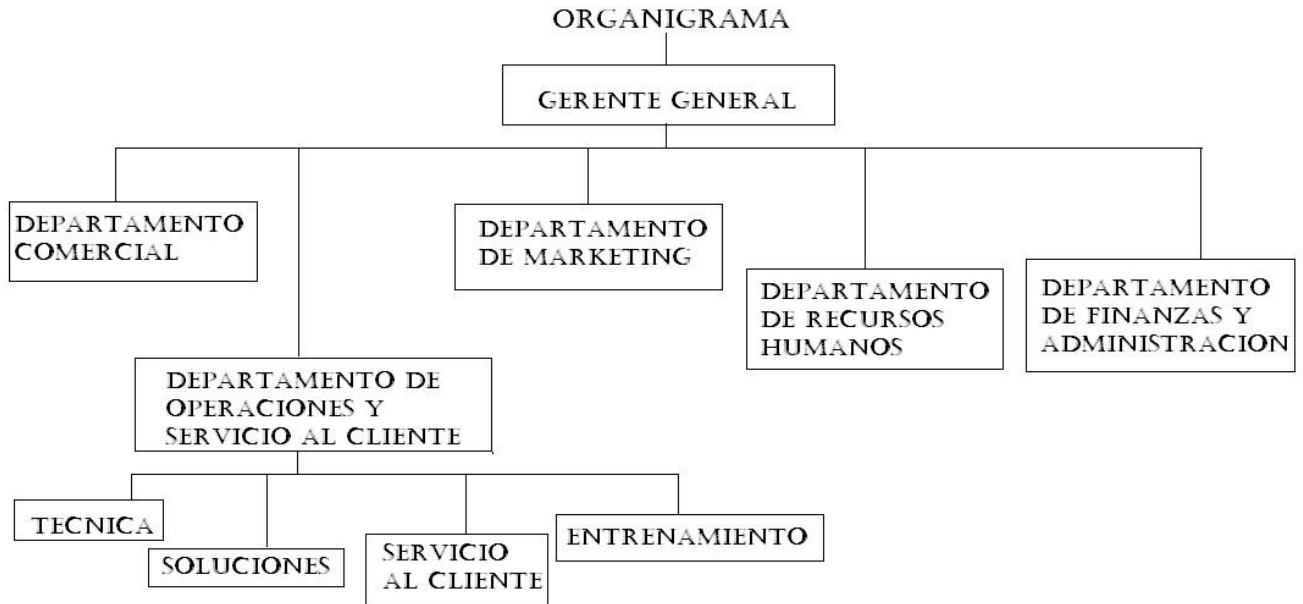 ORGANIGRAMA
GERENTE GENERAL
DEPARTAMENTO
COMERCIAL
DEPARTAMENTO
DE MARKETING
DEPARTAMENTO
DE RECURSOS
HUMANOS
DEPARTAMENTO
DE FINANZAS Y
ADMINISTRACION
DEPARTAMENTO DE
OPERACIONES Y
SERVICIO AL CLIENTE
TECNICA
SOLUCIONES
SERVICIO
AL CLIENTE
ENTRENAMIENTO